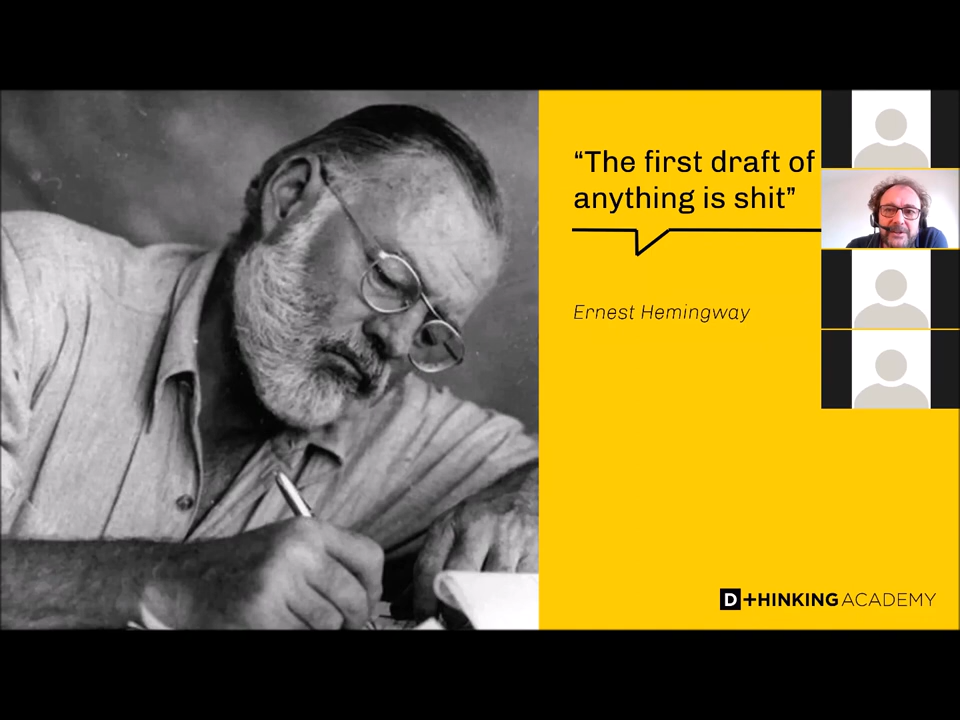 “The first draft of
anything is shit”
Ernest Hemingway
D+HINKING ACADEMY